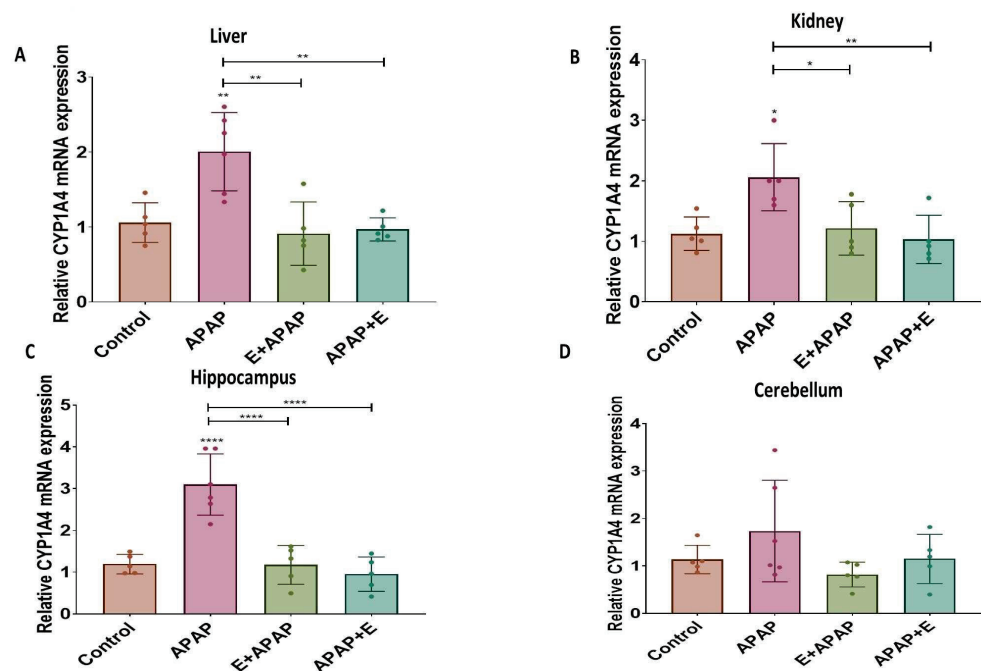 A
Liver
Relative CYP1A4 mRNA expression
3
2
1
0
**
**
**
Control
APAP
E+APAP
APAP+E
B
Kidney
Relative CYP1A4 mRNA expression
4
3
2
1
0
**
*
*
Control
APAP
E+APAP
APAP+E
C
Hippocampus
Relative CYP1A4 mRNA expression
5
4
3
2
1
0
****
****
****
Control
APAP
E+APAP
APAP+E
D
Cerebellum
Relative CYP1A4 mRNA expression
4
3
2
1
0
Control
APAP
E+APAP
APAP+E